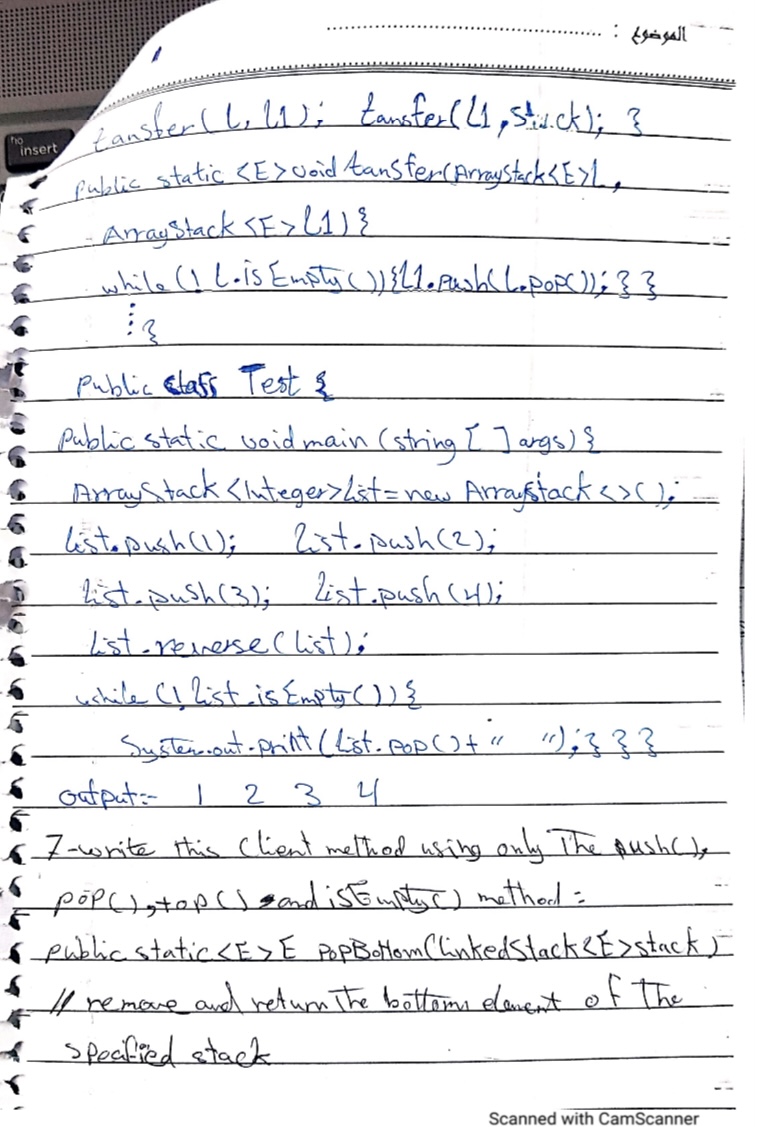 الموضوع :
tansfer(L, L1); tansfer(L1, stack); }
public static <E> void tansfer(ArrayStack<E>L,
ArrayStack <E> L1){
while(! L.isEmpty()){L1.push(L.pop()); } }
⋮ }
public class Test {
public static void main (string [ ] args) {
ArrayStack <Integer> list = new ArrayStack <>();
list.push(1); list.push(2);
list.push(3); list.push(4);
list.reverse(list);
while (! list.isEmpty()) {
System.out.print(list.pop() + " "); } } }
output:- 1 2 3 4
7-write this Client method using only The push(),
pop(), top() and isEmpty() method :
public static <E> E popBottom(linkedStack<E> stack)
// remove and return The bottom element of The
specified stack
insert
Scanned with CamScanner